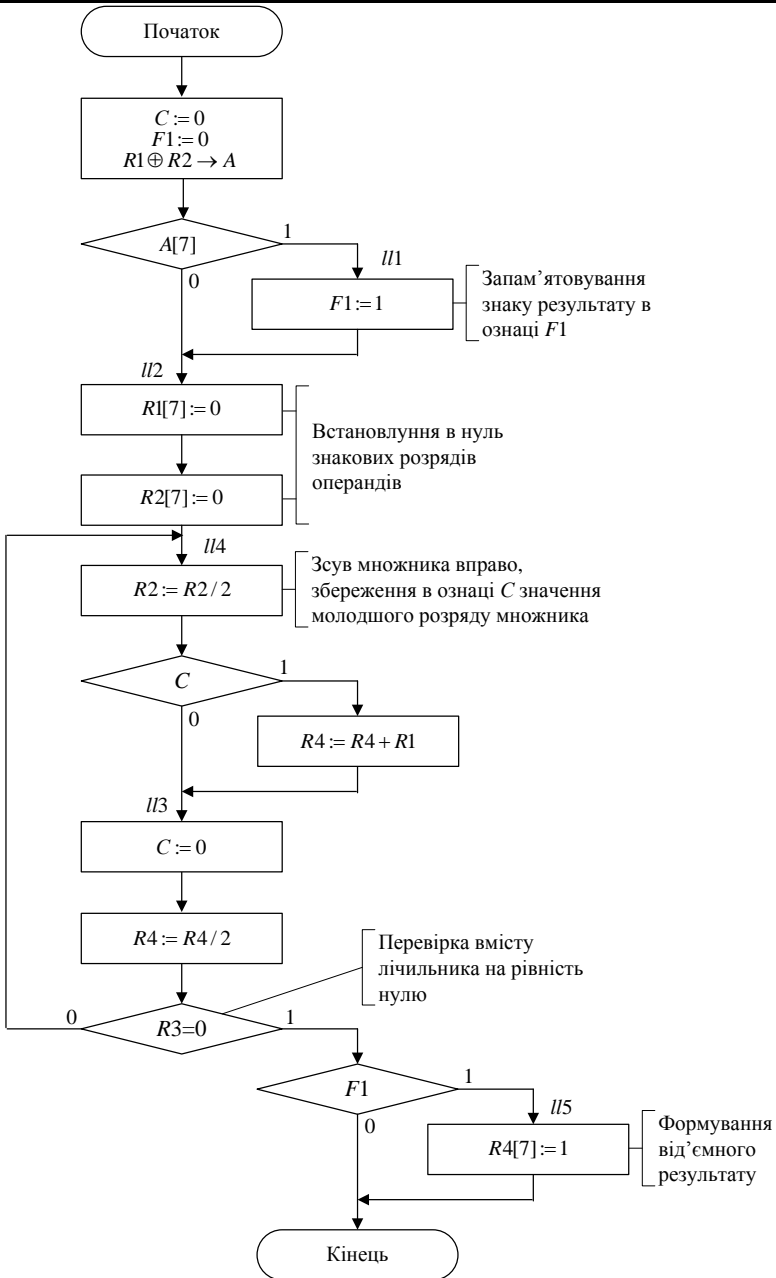 Початок
C := 0
F1 := 0
R1 ⊕ R2 → A
A[7]
1
0
ll1
F1 := 1
Запам’ятовування
знаку результату в
ознаці F1
ll2
R1[7] := 0
R2[7] := 0
Встановлуння в нуль
знакових розрядів
операндів
ll4
R2 := R2 / 2
Зсув множника вправо,
збереження в ознаці C значення
молодшого розряду множника
C
1
0
R4 := R4 + R1
ll3
C := 0
R4 := R4 / 2
Перевірка вмісту
лічильника на рівність
нулю
0
R3=0
1
F1
1
0
ll5
R4[7] := 1
Формування
від’ємного
результату
Кінець